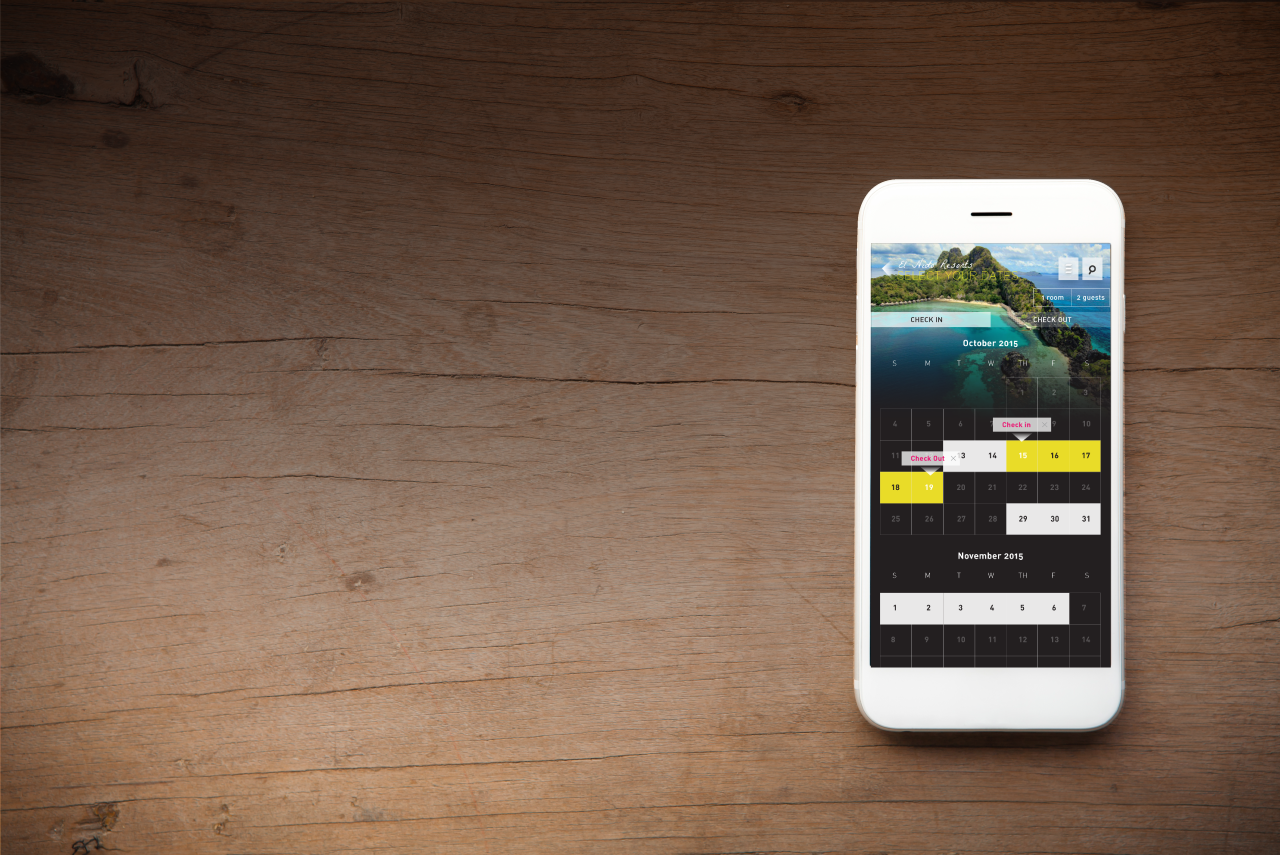 El Nido Resorts
SELECT YOUR DATES
1 room 2 guests
CHECK IN CHECK OUT
October 2015
S M T W TH F S
1 2 3
4 5 6 7 9 10
Check in ×
11 13 14 15 16 17
Check Out ×
18 19 20 21 22 23 24
25 26 27 28 29 30 31
November 2015
S M T W TH F S
1 2 3 4 5 6 7
8 9 10 11 12 13 14